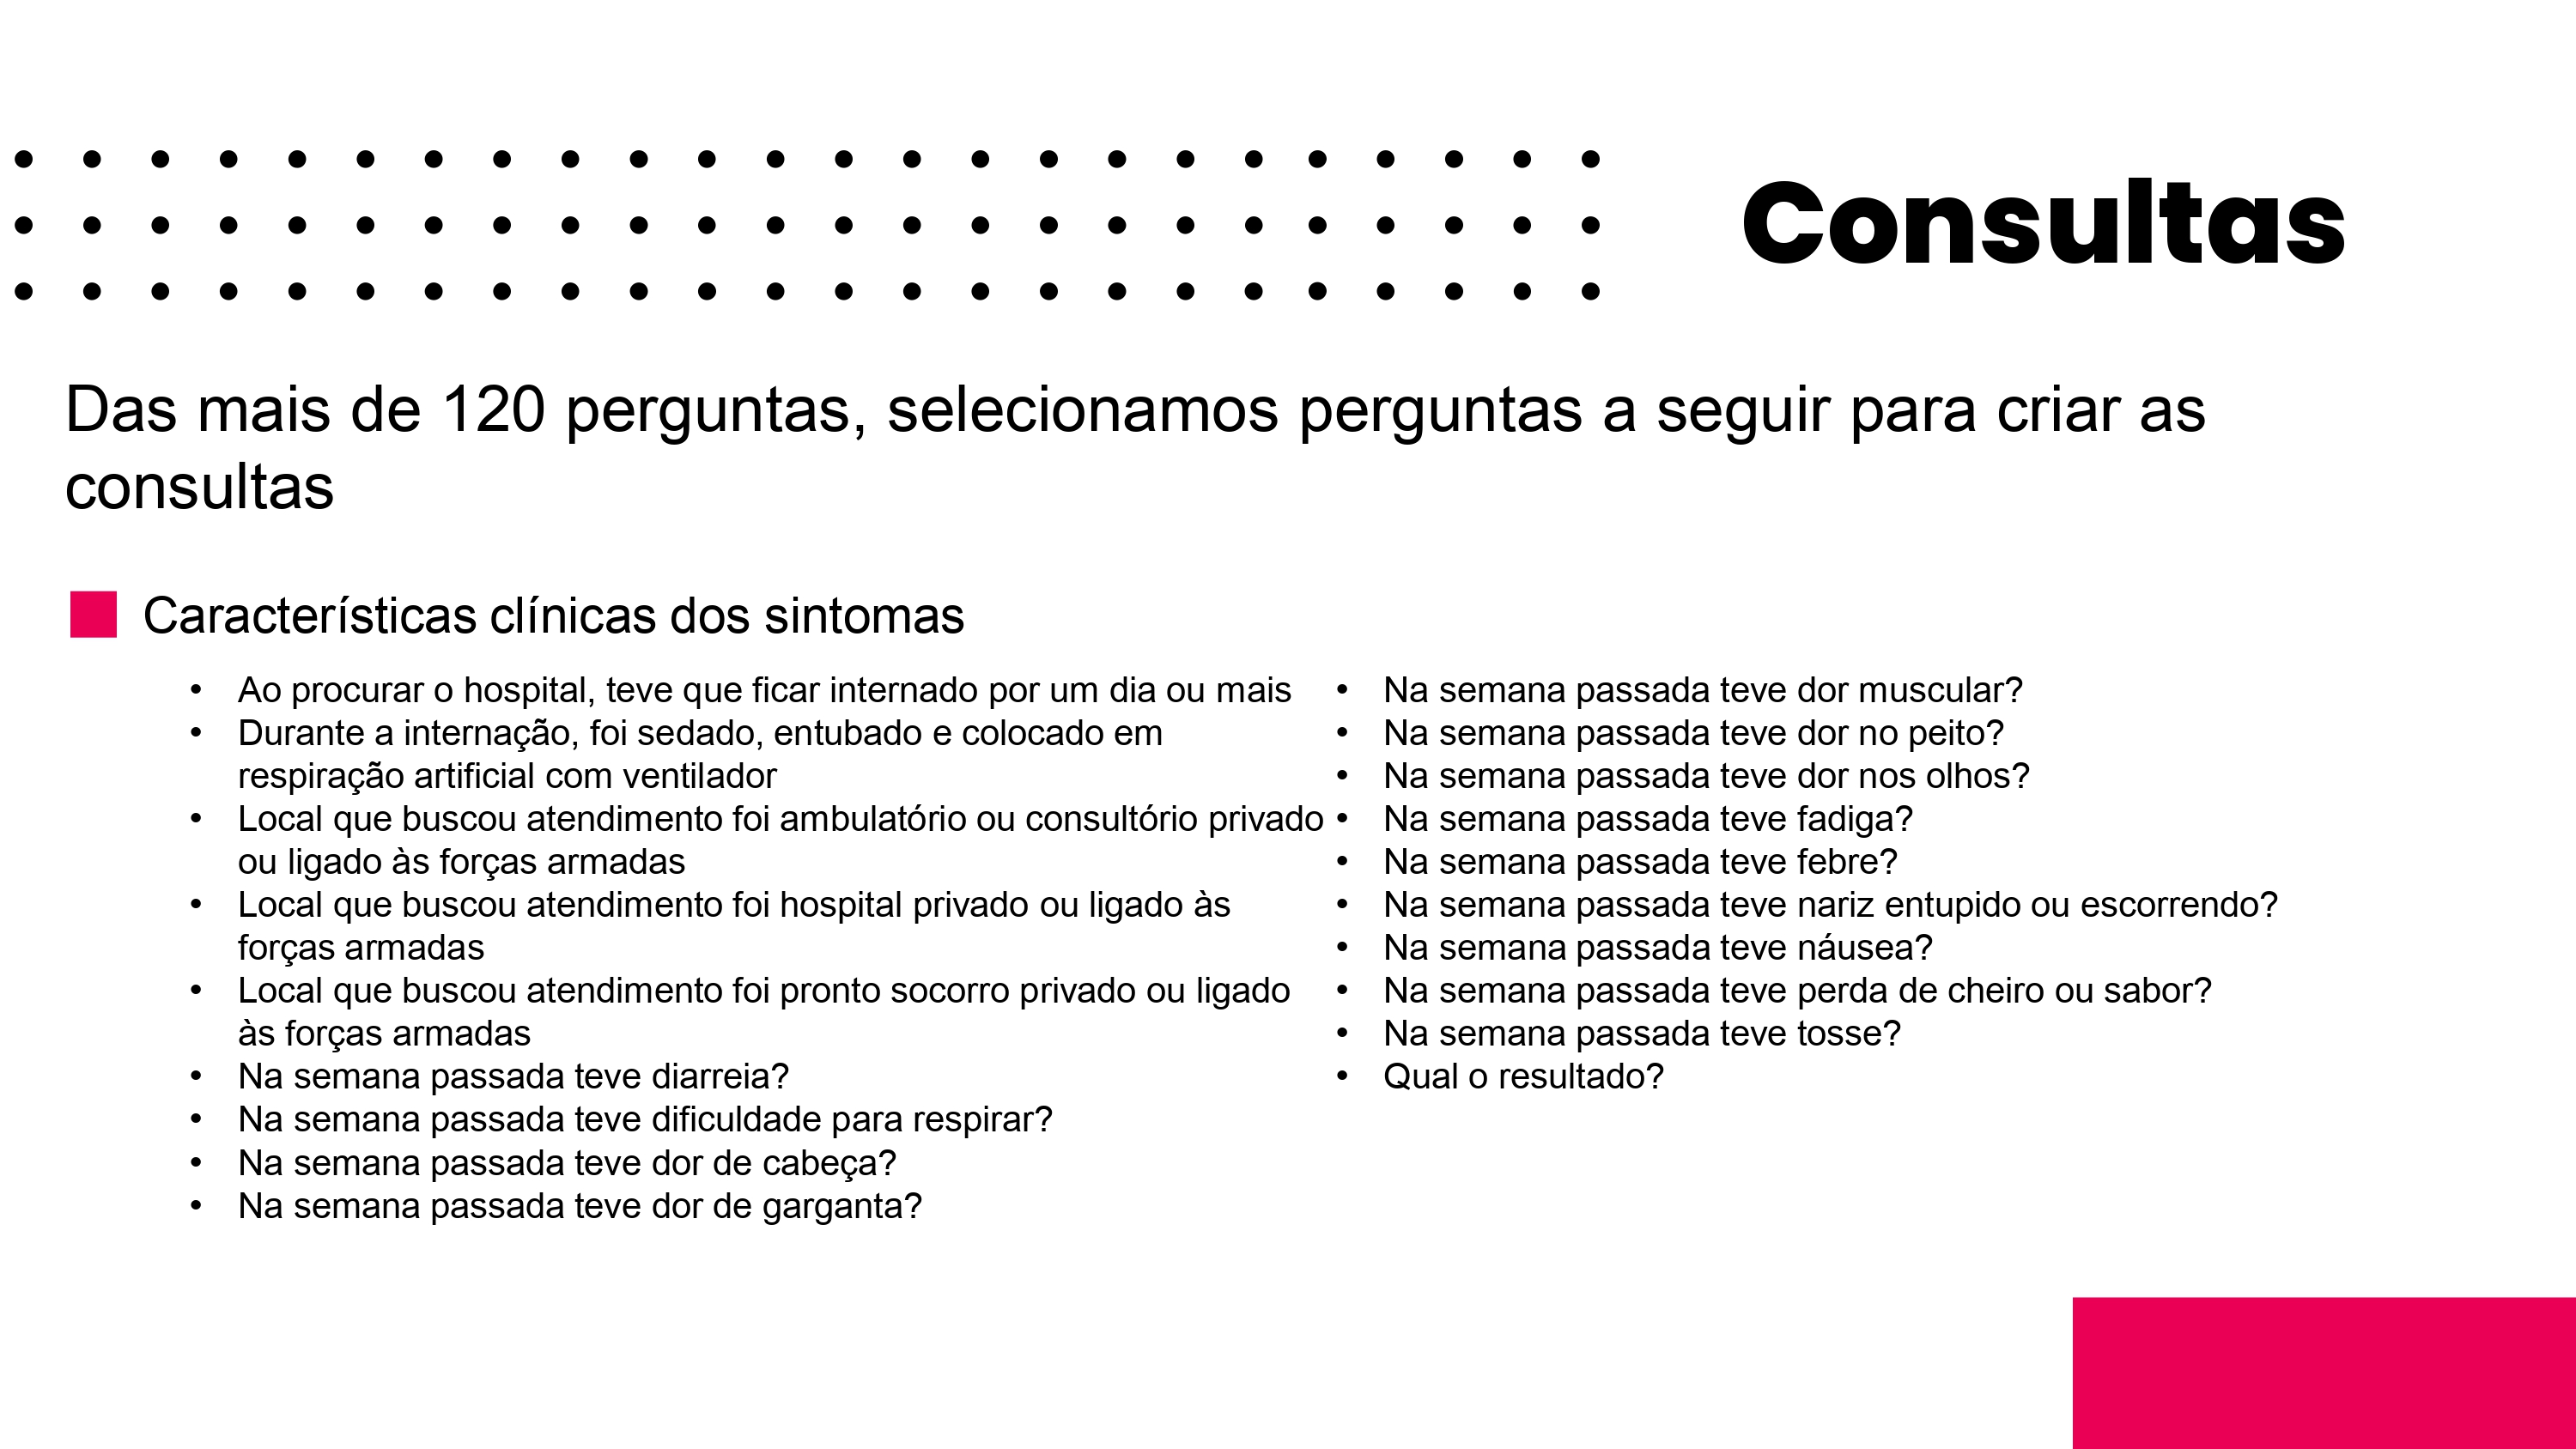 Consultas
Das mais de 120 perguntas, selecionamos perguntas a seguir para criar as
consultas
Características clínicas dos sintomas
• Ao procurar o hospital, teve que ficar internado por um dia ou mais
• Durante a internação, foi sedado, entubado e colocado em
respiração artificial com ventilador
• Local que buscou atendimento foi ambulatório ou consultório privado
ou ligado às forças armadas
• Local que buscou atendimento foi hospital privado ou ligado às
forças armadas
• Local que buscou atendimento foi pronto socorro privado ou ligado
às forças armadas
• Na semana passada teve diarreia?
• Na semana passada teve dificuldade para respirar?
• Na semana passada teve dor de cabeça?
• Na semana passada teve dor de garganta?
• Na semana passada teve dor muscular?
• Na semana passada teve dor no peito?
• Na semana passada teve dor nos olhos?
• Na semana passada teve fadiga?
• Na semana passada teve febre?
• Na semana passada teve nariz entupido ou escorrendo?
• Na semana passada teve náusea?
• Na semana passada teve perda de cheiro ou sabor?
• Na semana passada teve tosse?
• Qual o resultado?